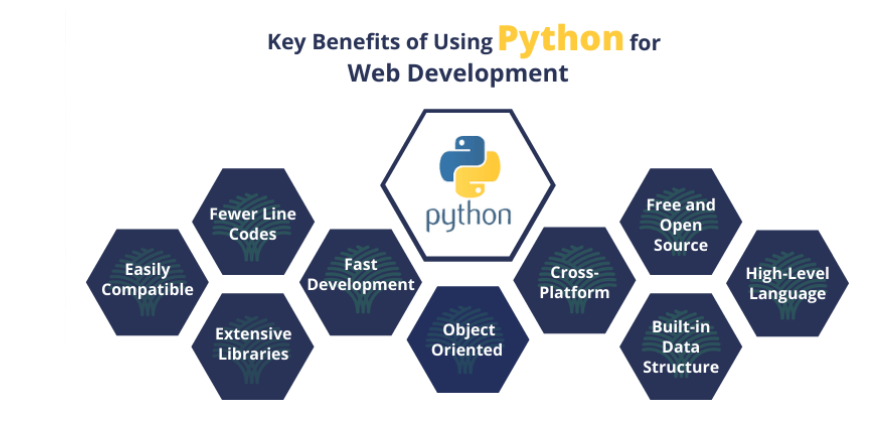 Key Benefits of Using Python for
Web Development
python
Fewer Line
Codes
Free and
Open
Source
Easily
Compatible
Fast
Development
Cross-
Platform
High-Level
Language
Extensive
Libraries
Object
Oriented
Built-in
Data
Structure